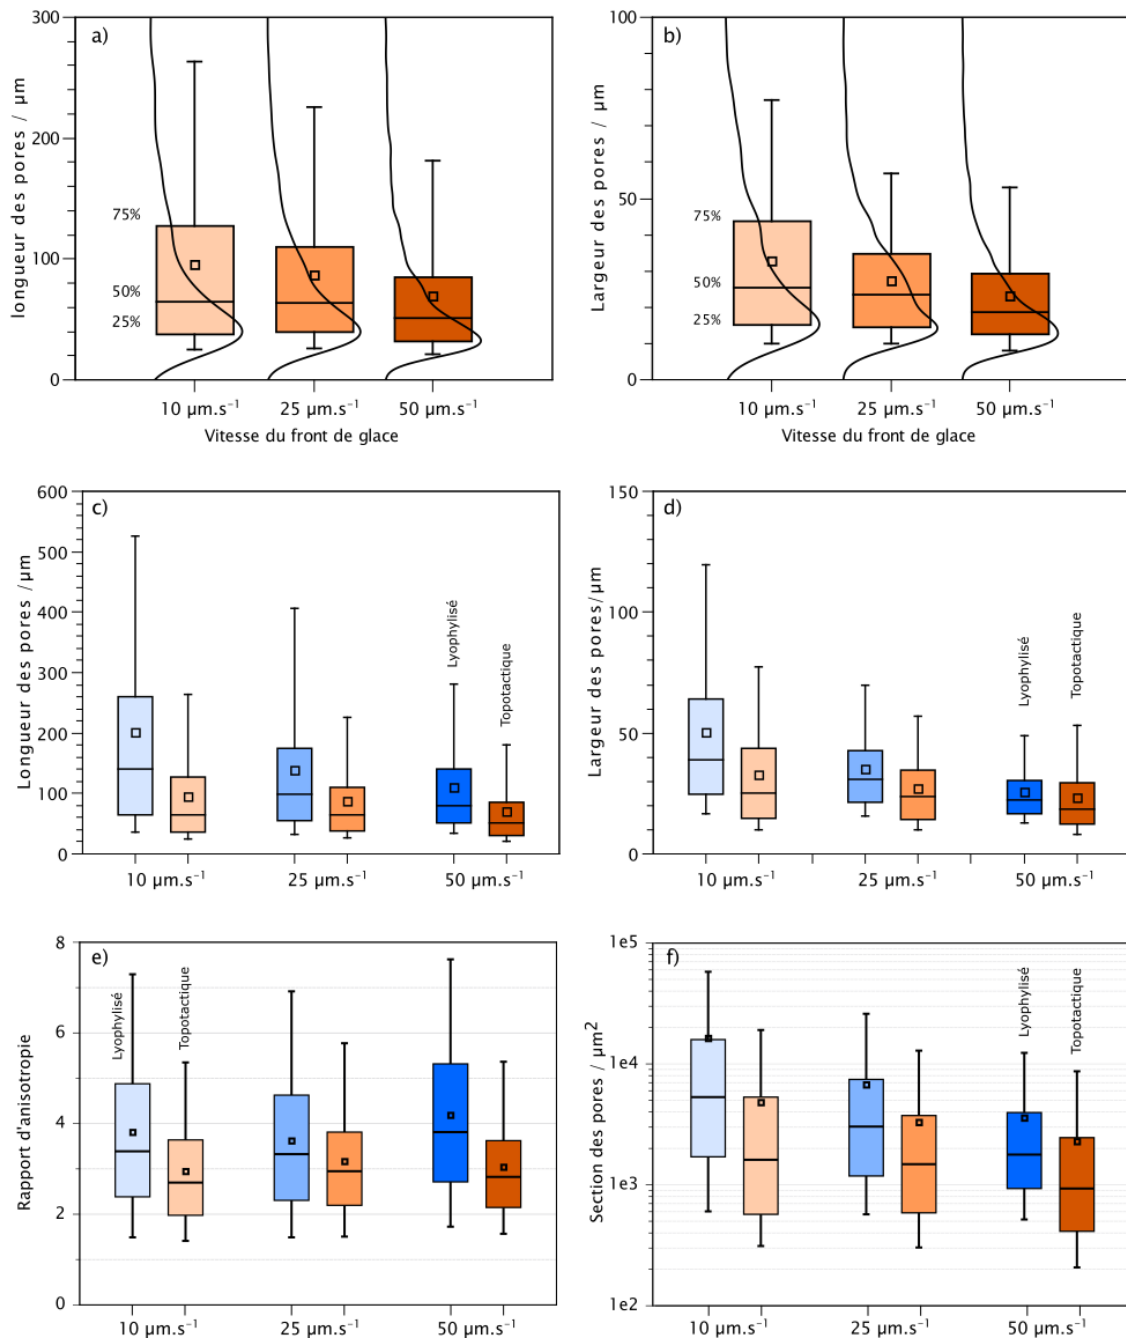 a)
longueur des pores / µm
300
200
100
0
75%
50%
25%
10 µm.s⁻¹ 25 µm.s⁻¹ 50 µm.s⁻¹
Vitesse du front de glace
b)
Largeur des pores / µm
100
50
0
75%
50%
25%
10 µm.s⁻¹ 25 µm.s⁻¹ 50 µm.s⁻¹
Vitesse du front de glace
c)
Longueur des pores /µm
600
500
400
300
200
100
0
Lyophylisé
Topotactique
10 µm.s⁻¹ 25 µm.s⁻¹ 50 µm.s⁻¹
d)
Largeur des pores/µm
150
100
50
0
Lyophylisé
Topotactique
10 µm.s⁻¹ 25 µm.s⁻¹ 50 µm.s⁻¹
e)
Rapport d'anisotropie
8
6
4
2
0
Lyophylisé
Topotactique
10 µm.s⁻¹ 25 µm.s⁻¹ 50 µm.s⁻¹
f)
Section des pores / µm²
1e5
1e4
1e3
1e2
Lyophylisé
Topotactique
10 µm.s⁻¹ 25 µm.s⁻¹ 50 µm.s⁻¹